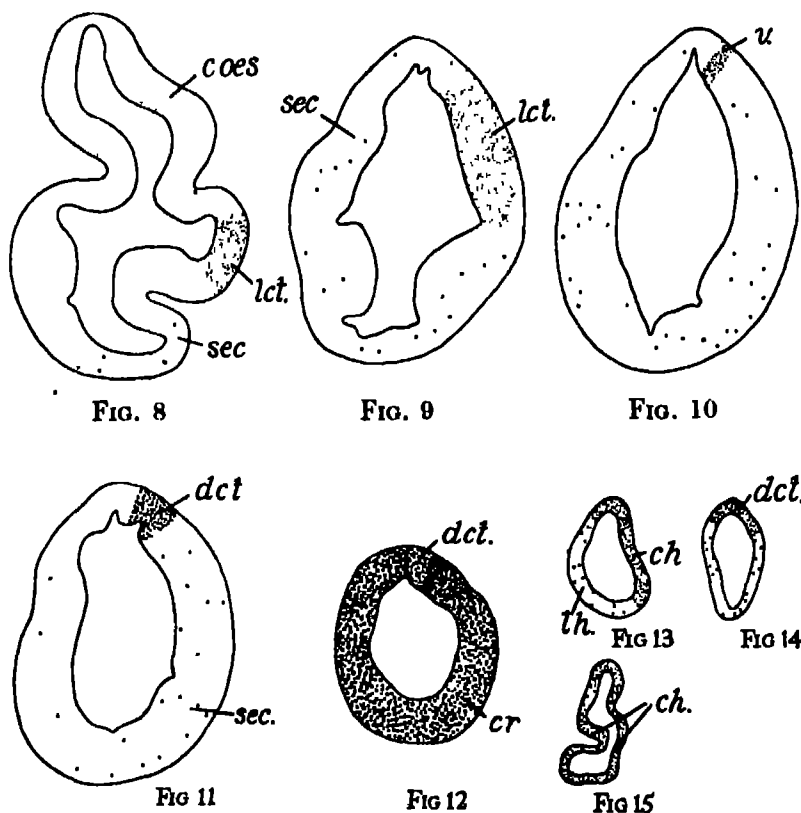 coes
lct.
sec
FIG. 8
sec
lct.
FIG. 9
v.
FIG. 10
dct
sec.
FIG 11
dct.
cr
FIG 12
ch
th.
FIG 13
dct.
FIG 14
ch.
FIG 15